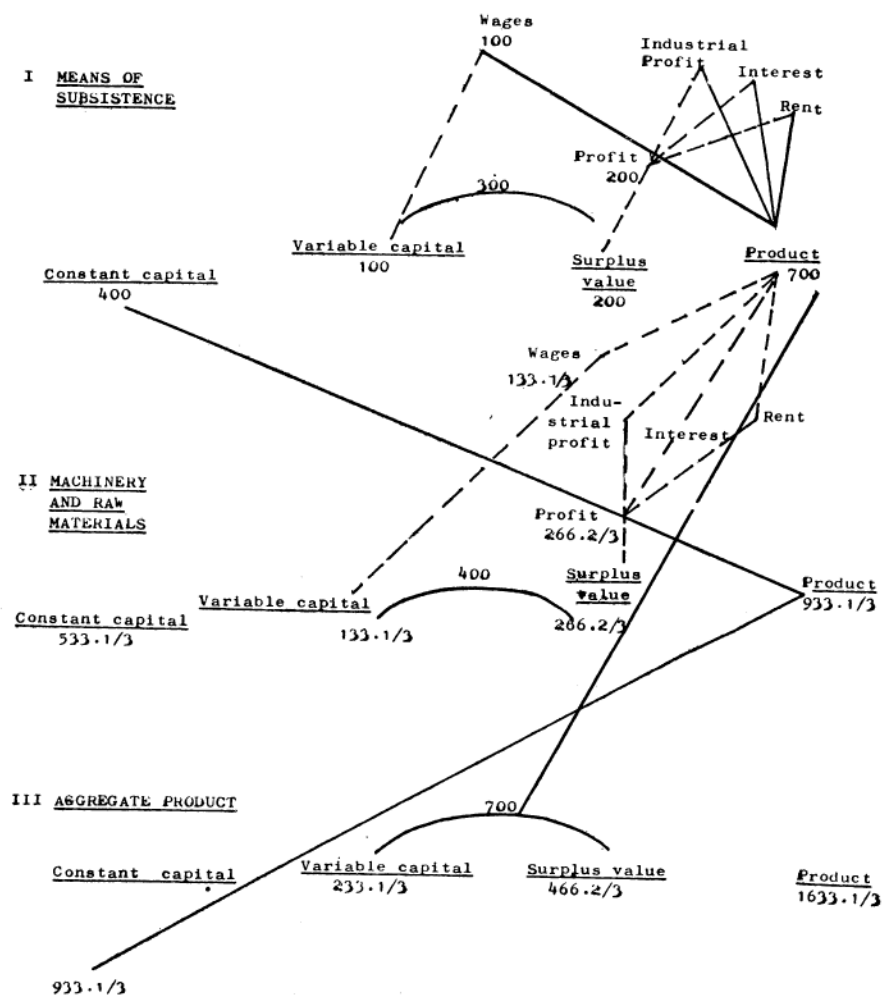 Wages
100
Industrial
Profit
Interest
Rent
I MEANS OF
SUBSISTENCE
Profit
200
300
Variable capital
100
Surplus
value
200
Product
700
Constant capital
400
Wages
133.1/3
Indu-
strial
profit
Interest
Rent
II MACHINERY
AND RAW
MATERIALS
Profit
266.2/3
400
Surplus
value
266.2/3
Variable capital
133.1/3
Constant capital
533.1/3
Product
933.1/3
III AGGREGATE PRODUCT
700
Constant capital
Variable capital
233.1/3
Surplus value
466.2/3
Product
1633.1/3
933.1/3